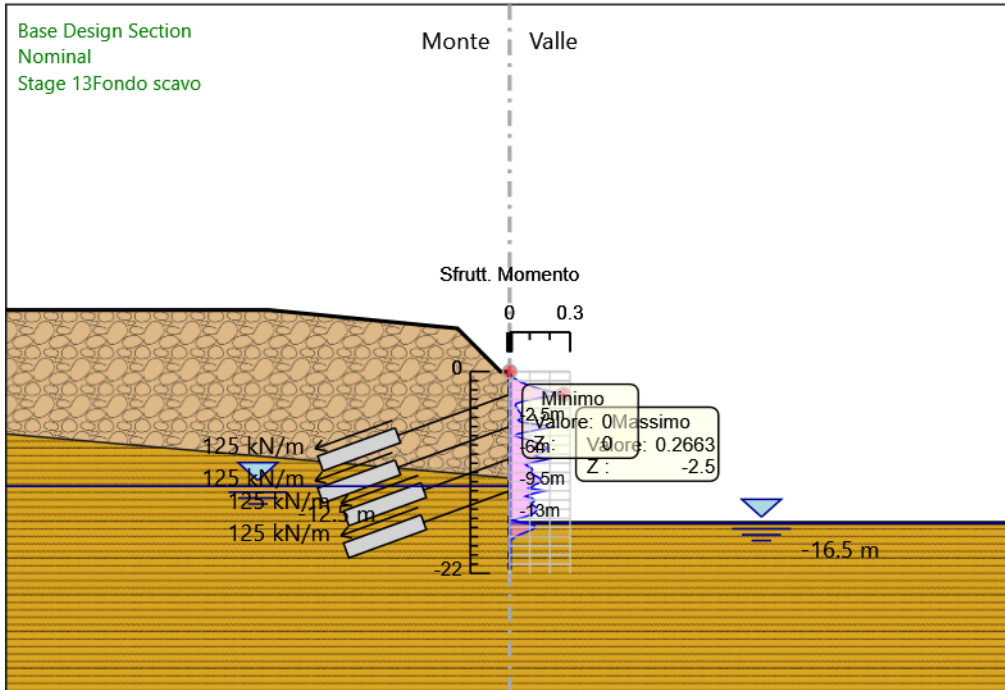 Base Design Section
Nominal
Stage 13Fondo scavo
Monte
Valle
Sfrutt. Momento
0
0.3
0
Minimo
Valore: 0
Z : 0
Massimo
Valore: 0.2663
Z : -2.5
-2.5m
-6m
-9.5m
-13m
125 kN/m
125 kN/m
125 kN/m
125 kN/m
-16.5 m
-22